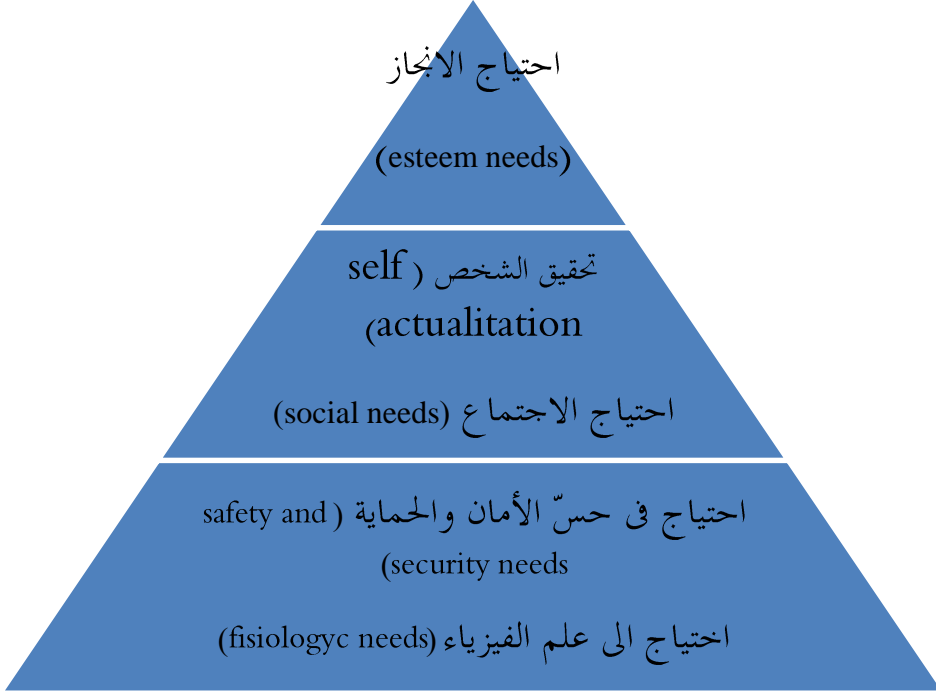 احتياج الانجاز
(esteem needs)
تحقيق الشخص ( self
actualitation)
احتياج الاجتماع (social needs)
احتياج فى حسّ الأمان والحماية ( safety and
security needs)
اختياج الى علم الفيزياء (fisiologyc needs)